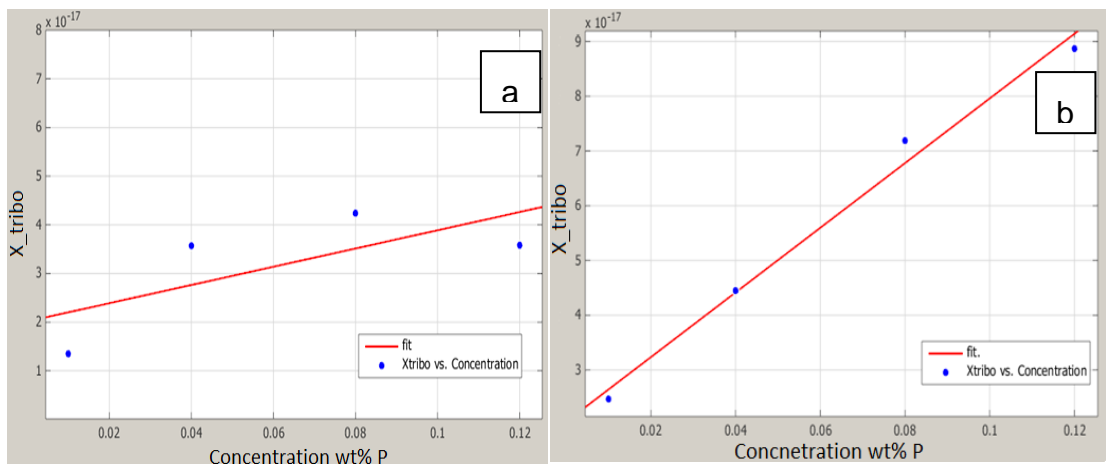 x 10⁻¹⁷
8
7
6
5
4
3
2
1
X_tribo
a
fit
Xtribo vs. Concentration
0.02 0.04 0.06 0.08 0.1 0.12
Concentration wt% P
x 10⁻¹⁷
9
8
7
6
5
4
3
X_tribo
b
fit.
Xtribo vs. Concentration
0.02 0.04 0.06 0.08 0.1 0.12
Concnetration wt% P